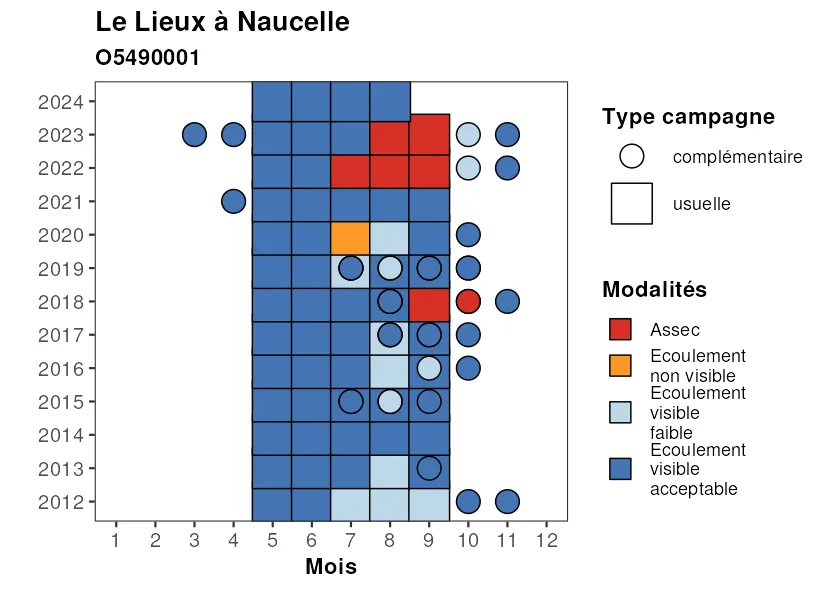 Le Lieux à Naucelle
O5490001
2024
2023
2022
2021
2020
2019
2018
2017
2016
2015
2014
2013
2012
1 2 3 4 5 6 7 8 9 10 11 12
Mois
Type campagne
complémentaire
usuelle
Modalités
Assec
Ecoulement
non visible
Ecoulement
visible
faible
Ecoulement
visible
acceptable